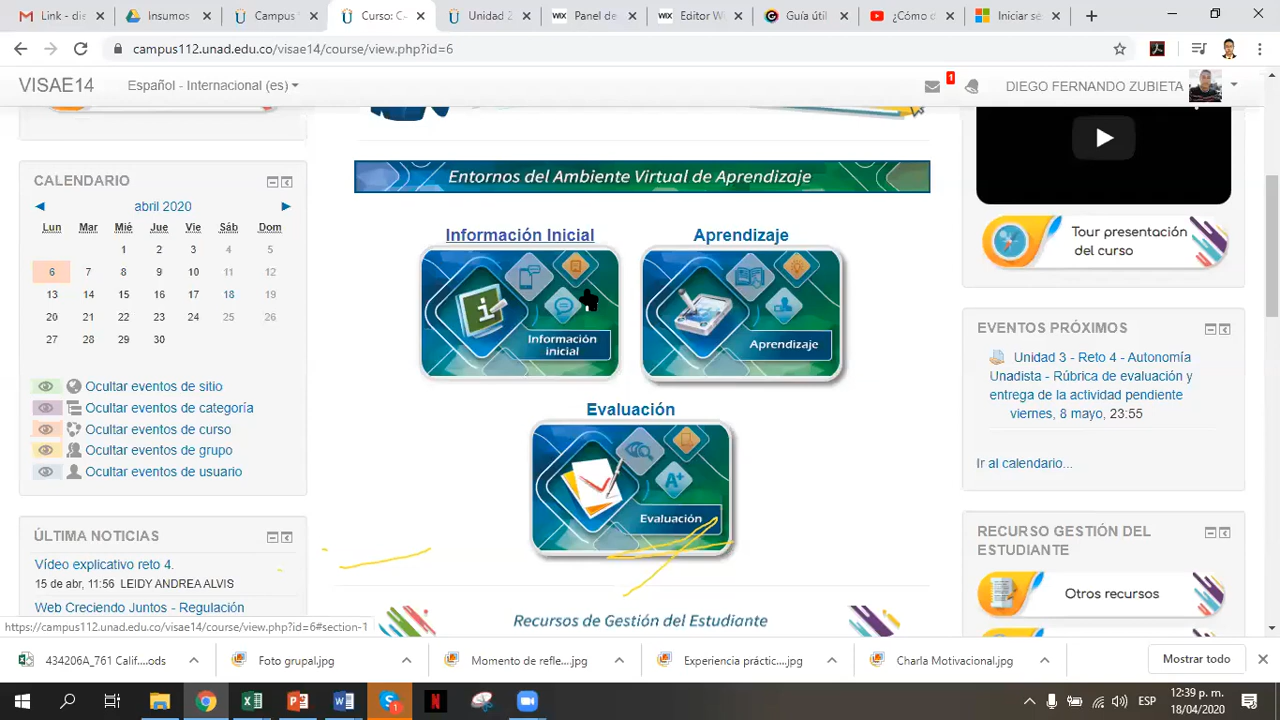 Link - d
Insumos
Campus
Curso: C
Unidad 2
WIX Panel de
WIX Editor W
Guía útil
¿Cómo d
Iniciar se
campus112.unad.edu.co/visae14/course/view.php?id=6
VISAE14
Español - Internacional (es)
1
DIEGO FERNANDO ZUBIETA
CALENDARIO
abril 2020
Lun Mar Mié Jue Vie Sáb Dom
1 2 3 4 5
6 7 8 9 10 11 12
13 14 15 16 17 18 19
20 21 22 23 24 25 26
27 28 29 30
Ocultar eventos de sitio
Ocultar eventos de categoría
Ocultar eventos de curso
Ocultar eventos de grupo
Ocultar eventos de usuario
ÚLTIMA NOTICIAS
Vídeo explicativo reto 4.
15 de abr, 11:56 LEIDY ANDREA ALVIS
Web Creciendo Juntos - Regulación
https://campus112.unad.edu.co/visae14/course/view.php?id=6#section-1
Entornos del Ambiente Virtual de Aprendizaje
Información Inicial
Información
inicial
Aprendizaje
Aprendizaje
Evaluación
A+
Evaluación
Recursos de Gestión del Estudiante
Tour presentación
del curso
EVENTOS PRÓXIMOS
Unidad 3 - Reto 4 - Autonomía
Unadista - Rúbrica de evaluación y
entrega de la actividad pendiente
viernes, 8 mayo, 23:55
Ir al calendario...
RECURSO GESTIÓN DEL
ESTUDIANTE
Otros recursos
434206A_761 Calif....ods
Foto grupal.jpg
Momento de refle....jpg
Experiencia práctic....jpg
Charla Motivacional.jpg
Mostrar todo
ESP
12:39 p. m.
18/04/2020